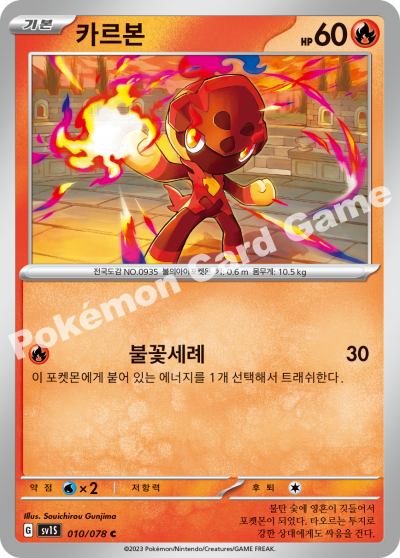 기본 카르본 HP 60
전국도감 NO.0935 불의아이포켓몬 키: 0.6 m 몸무게: 10.5 kg
Pokémon Card Game
불꽃세례 30
이 포켓몬에게 붙어 있는 에너지를 1개 선택해서 트래쉬한다.
약점 ×2 저항력 후퇴
Illus. Souichirou Gunjima
G sv1S 010/078 C
불탄 숯에 영혼이 깃들어서
포켓몬이 되었다. 타오르는 투지로
강한 상대에게도 싸움을 건다.
©2023 Pokémon/Nintendo/Creatures/GAME FREAK.